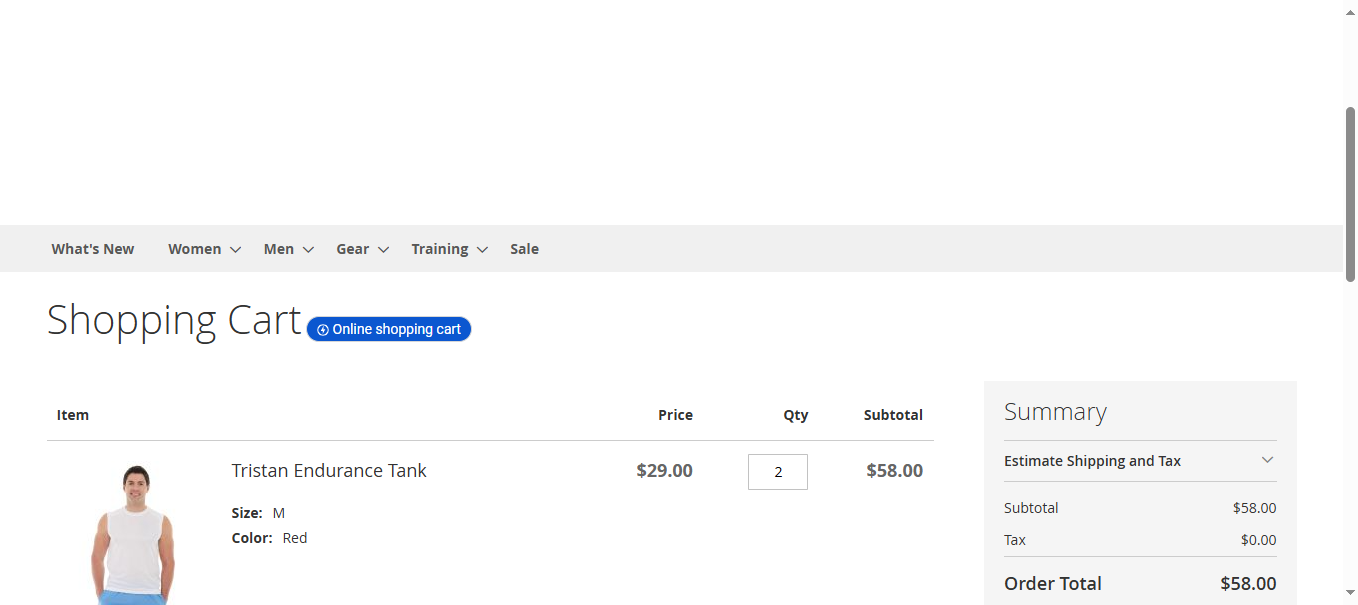 What's New Women Men Gear Training Sale
Shopping Cart Online shopping cart
Item Price Qty Subtotal
Tristan Endurance Tank $29.00 2 $58.00
Size: M
Color: Red
Summary
Estimate Shipping and Tax
Subtotal $58.00
Tax $0.00
Order Total $58.00